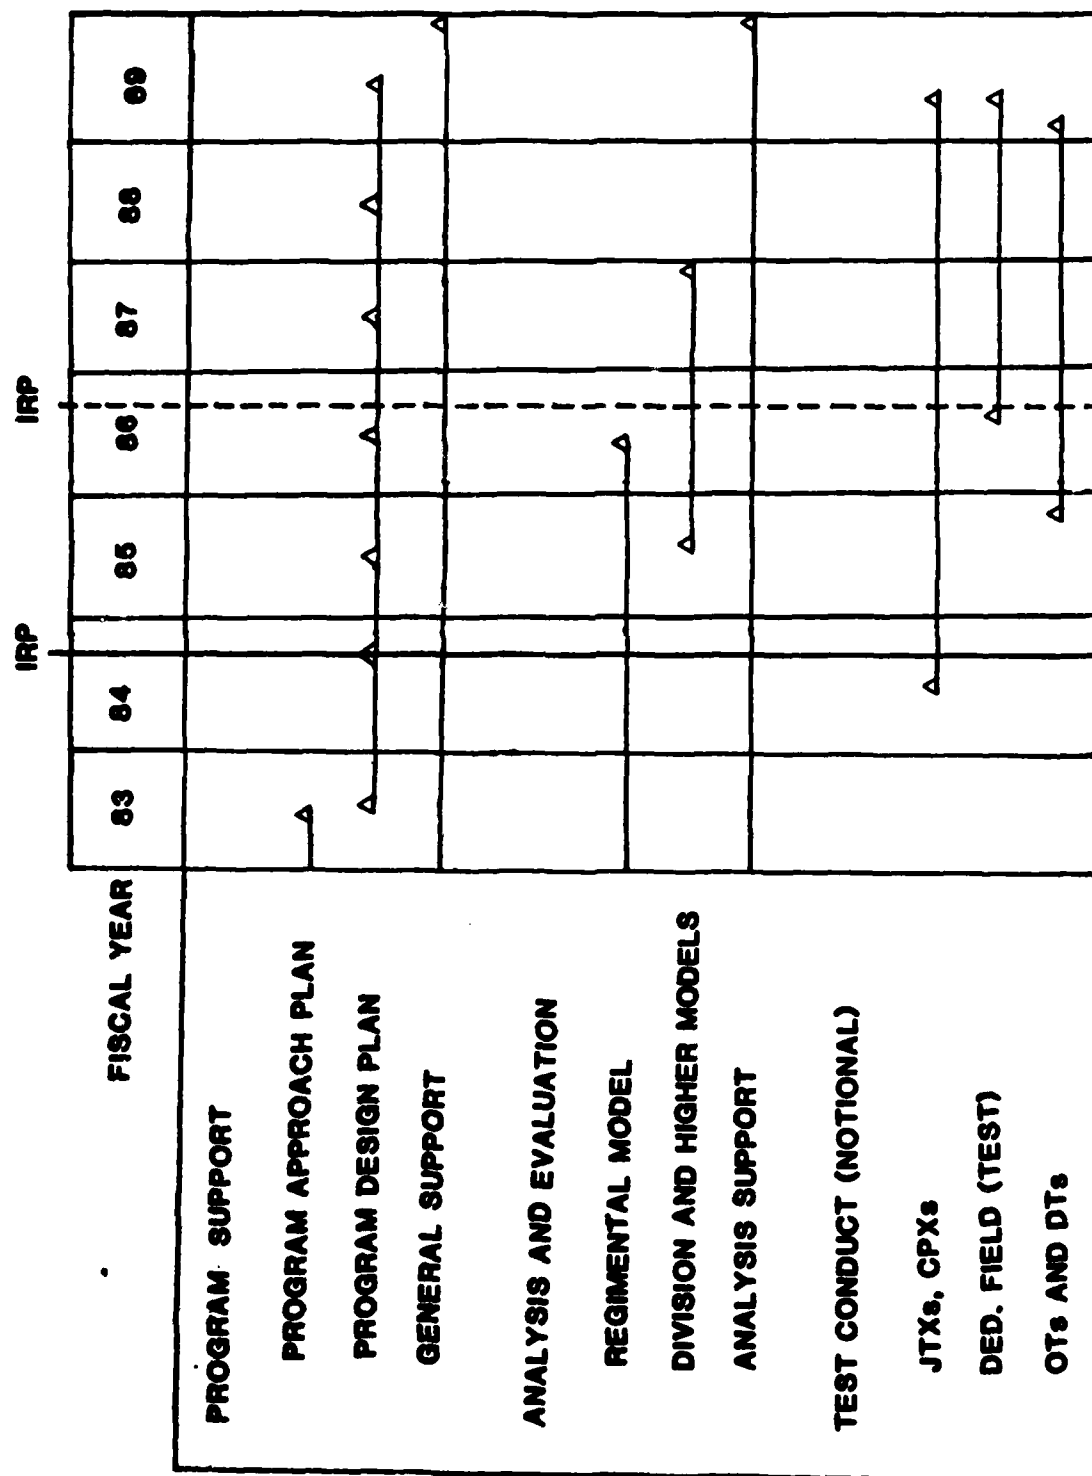 IRP IRP
FISCAL YEAR 83 84 85 86 87 88 89
PROGRAM SUPPORT
PROGRAM APPROACH PLAN
PROGRAM DESIGN PLAN
GENERAL SUPPORT
ANALYSIS AND EVALUATION
REGIMENTAL MODEL
DIVISION AND HIGHER MODELS
ANALYSIS SUPPORT
TEST CONDUCT (NOTIONAL)
JTXs, CPXs
DED. FIELD (TEST)
OTs AND DTs